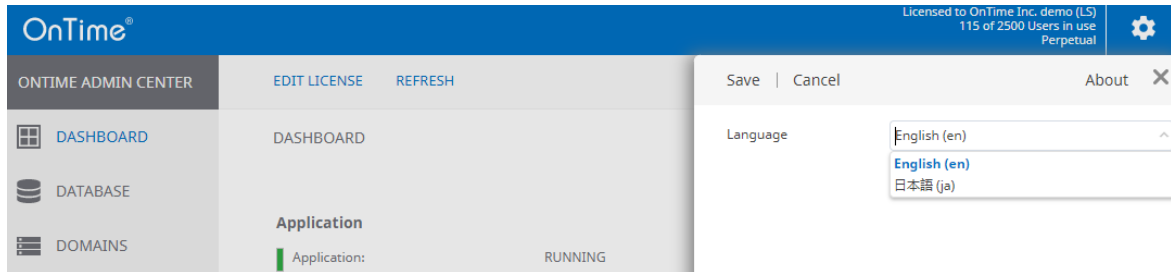 OnTime®
Licensed to OnTime Inc. demo (LS)
115 of 2500 Users in use
Perpetual
ONTIME ADMIN CENTER
EDIT LICENSE REFRESH
Save | Cancel About
DASHBOARD
DASHBOARD
Language English (en)
English (en)
日本語 (ja)
DATABASE
Application
DOMAINS
Application: RUNNING